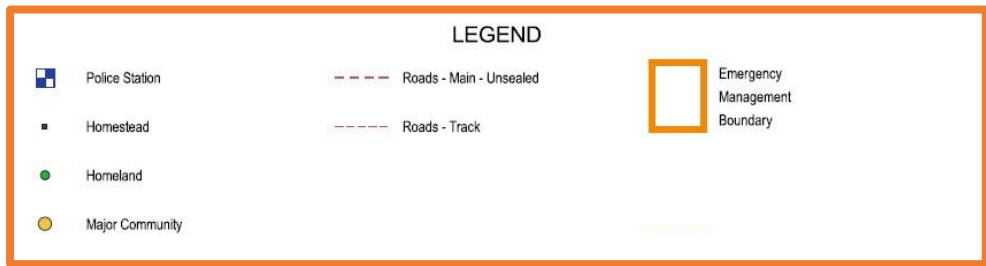 LEGEND
Police Station
Homestead
Homeland
Major Community
Roads - Main - Unsealed
Roads - Track
Emergency
Management
Boundary